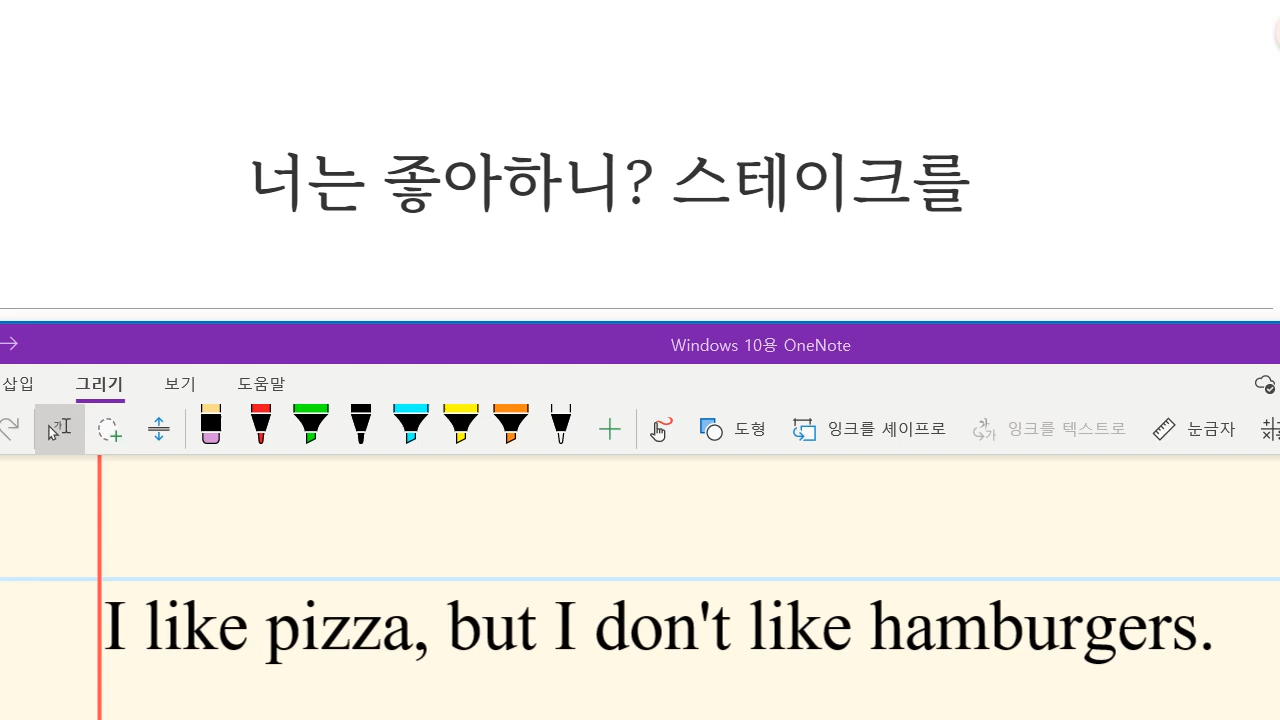 너는 좋아하니? 스테이크를
Windows 10용 OneNote
삽입 그리기 보기 도움말
도형 잉크를 셰이프로 잉크를 텍스트로 눈금자
I like pizza, but I don't like hamburgers.